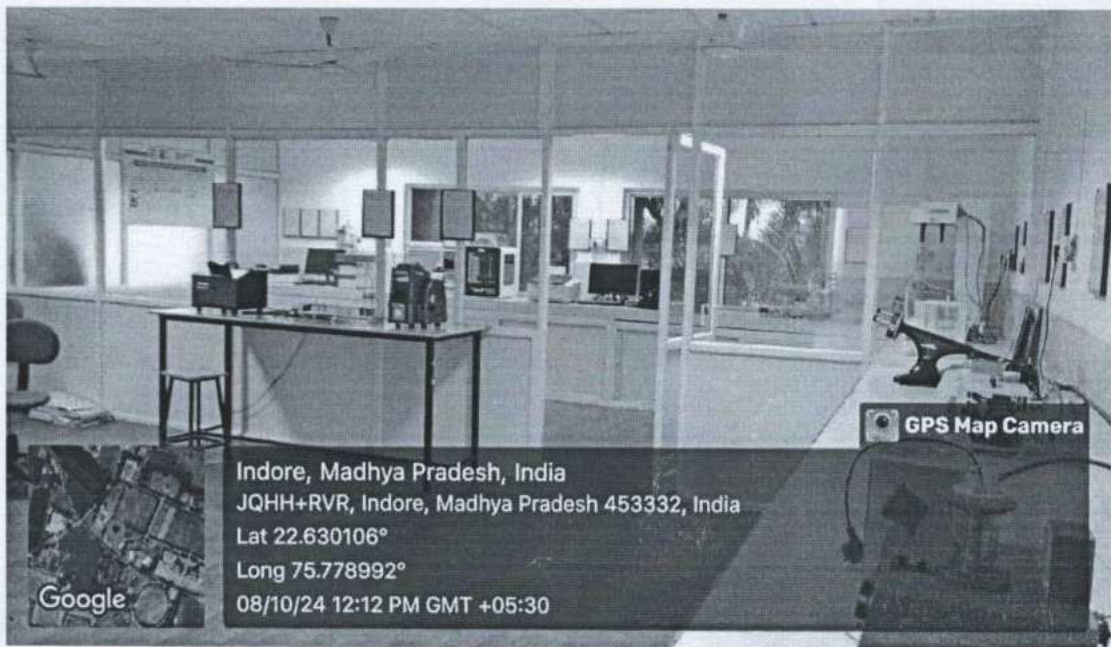 GPS Map Camera
Indore, Madhya Pradesh, India
JQHH+RVR, Indore, Madhya Pradesh 453332, India
Lat 22.630106°
Long 75.778992°
08/10/24 12:12 PM GMT +05:30
Google